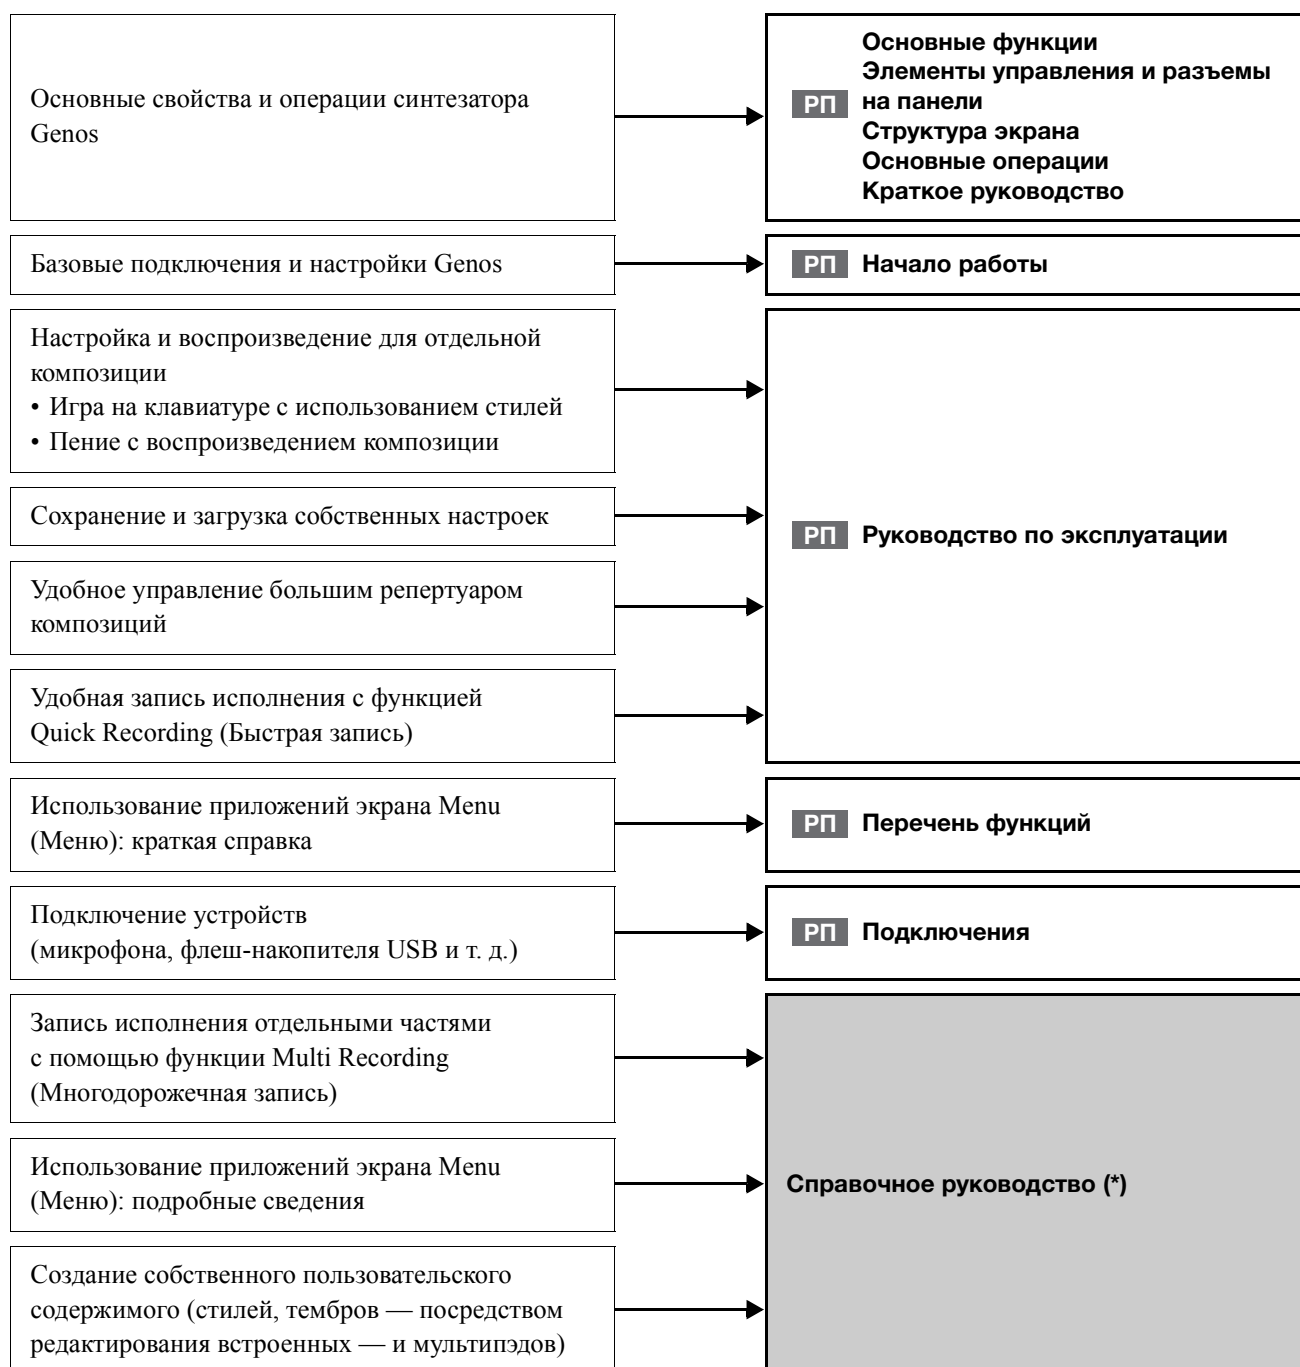 Основные свойства и операции синтезатора
Genos
РП
Основные функции
Элементы управления и разъемы
на панели
Структура экрана
Основные операции
Краткое руководство
Базовые подключения и настройки Genos
РП Начало работы
Настройка и воспроизведение для отдельной
композиции
• Игра на клавиатуре с использованием стилей
• Пение с воспроизведением композиции
Сохранение и загрузка собственных настроек
Удобное управление большим репертуаром
композиций
Удобная запись исполнения с функцией
Quick Recording (Быстрая запись)
РП Руководство по эксплуатации
Использование приложений экрана Menu
(Меню): краткая справка
РП Перечень функций
Подключение устройств
(микрофона, флеш-накопителя USB и т. д.)
РП Подключения
Запись исполнения отдельными частями
с помощью функции Multi Recording
(Многодорожечная запись)
Использование приложений экрана Menu
(Меню): подробные сведения
Создание собственного пользовательского
содержимого (стилей, тембров — посредством
редактирования встроенных — и мультипэдов)
Справочное руководство (*)